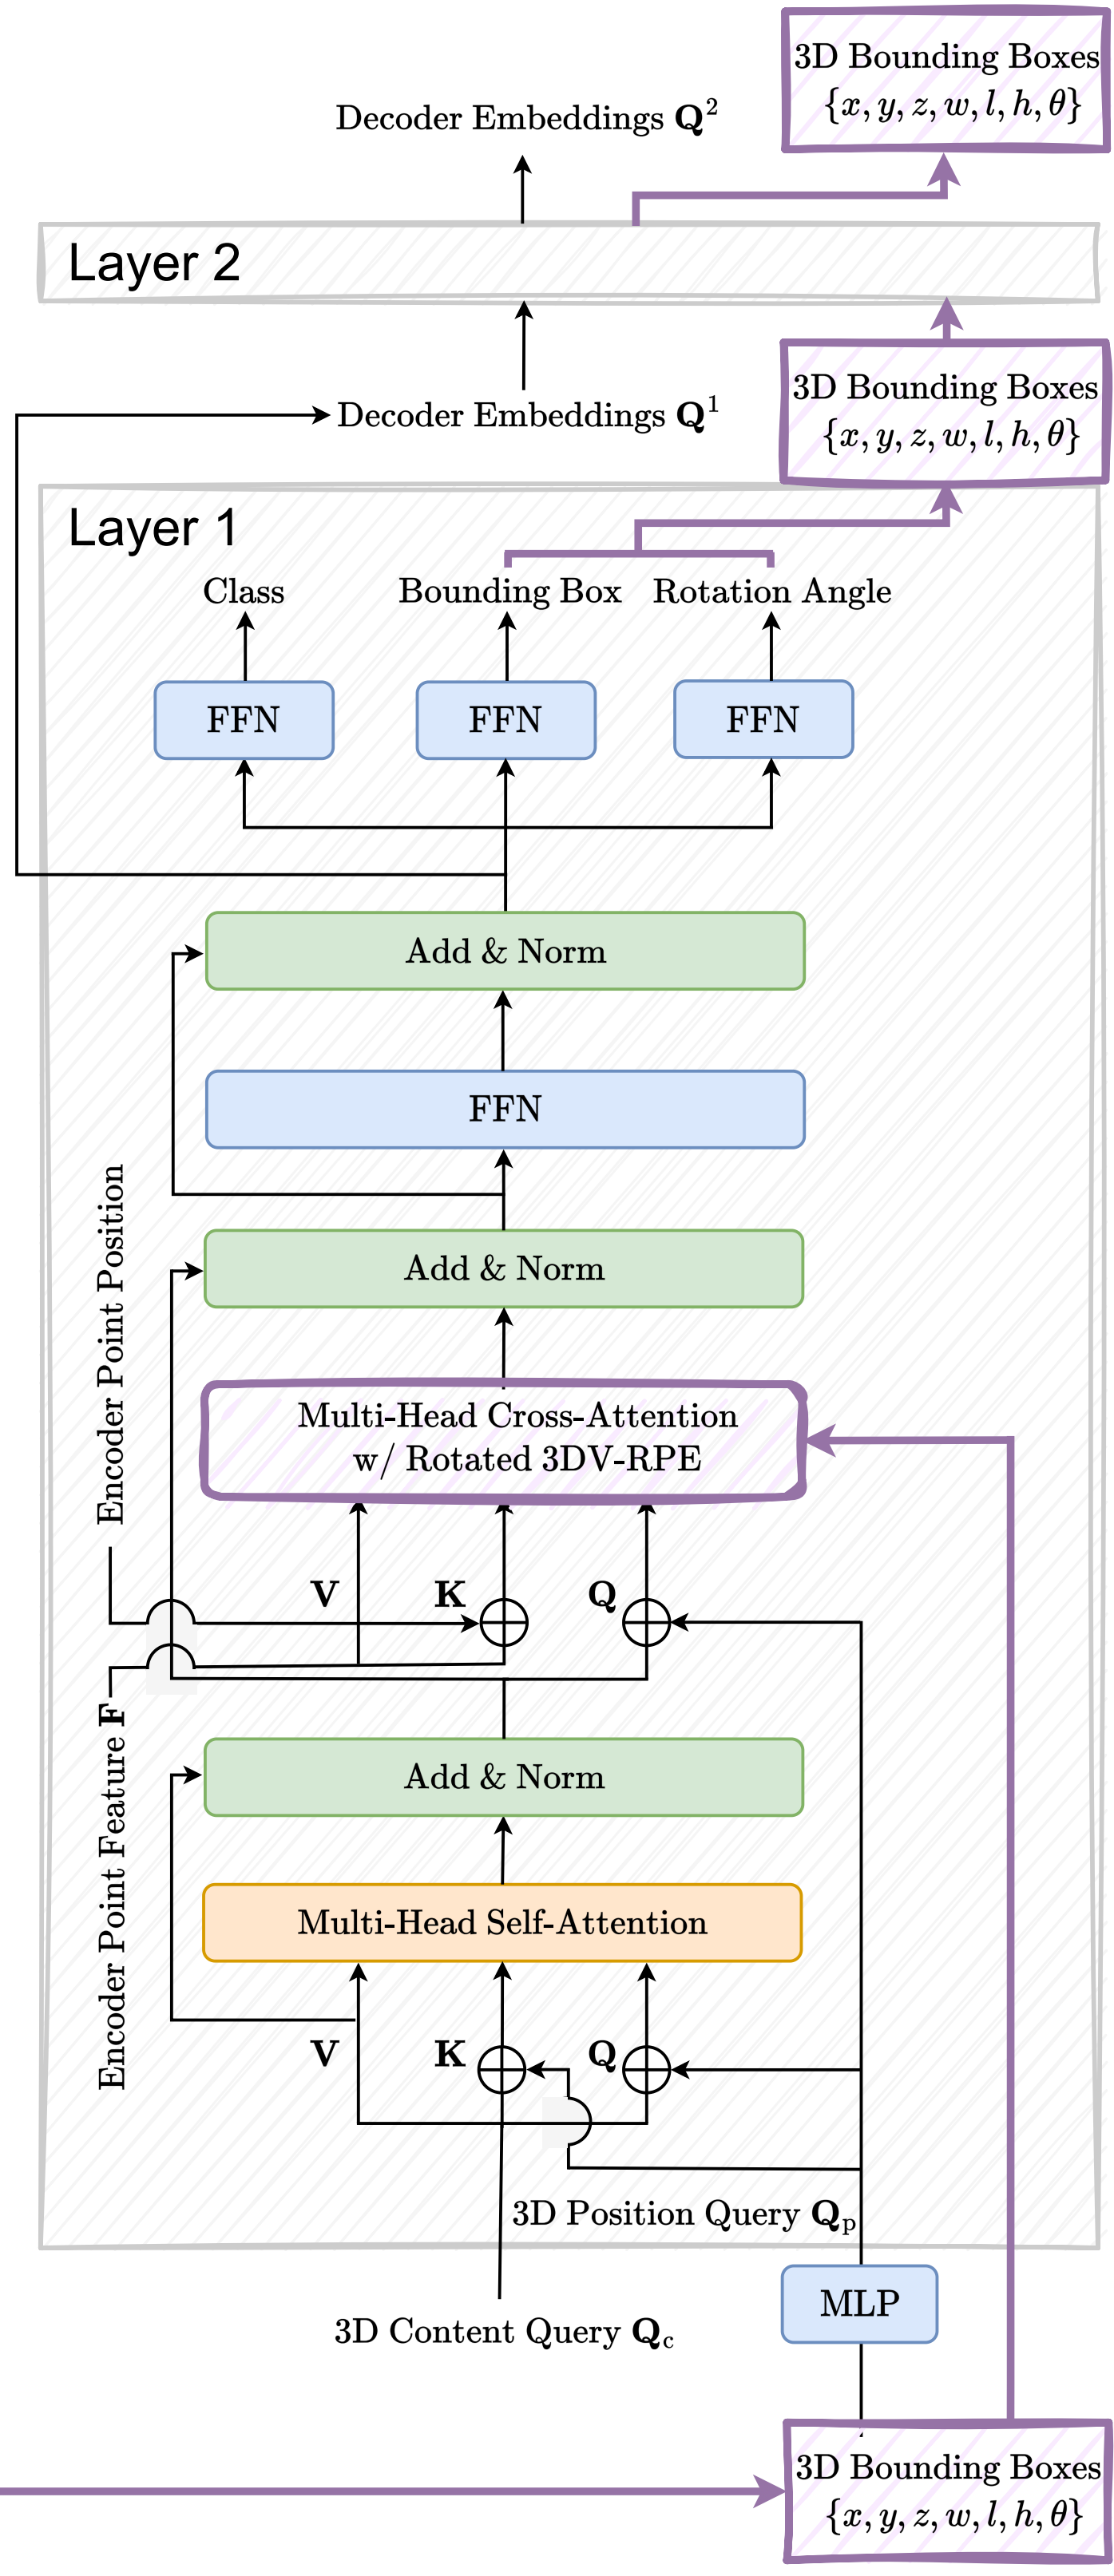 3D Bounding Boxes
{x, y, z, w, l, h, θ}
Decoder Embeddings Q²
Layer 2
3D Bounding Boxes
{x, y, z, w, l, h, θ}
Decoder Embeddings Q¹
Layer 1
Class
Bounding Box
Rotation Angle
FFN
FFN
FFN
Add & Norm
FFN
Encoder Point Position
Add & Norm
Multi-Head Cross-Attention
w/ Rotated 3DV-RPE
V
K
Q
Encoder Point Feature F
Add & Norm
Multi-Head Self-Attention
V
K
Q
3D Position Query Qp
MLP
3D Content Query Qc
3D Bounding Boxes
{x, y, z, w, l, h, θ}